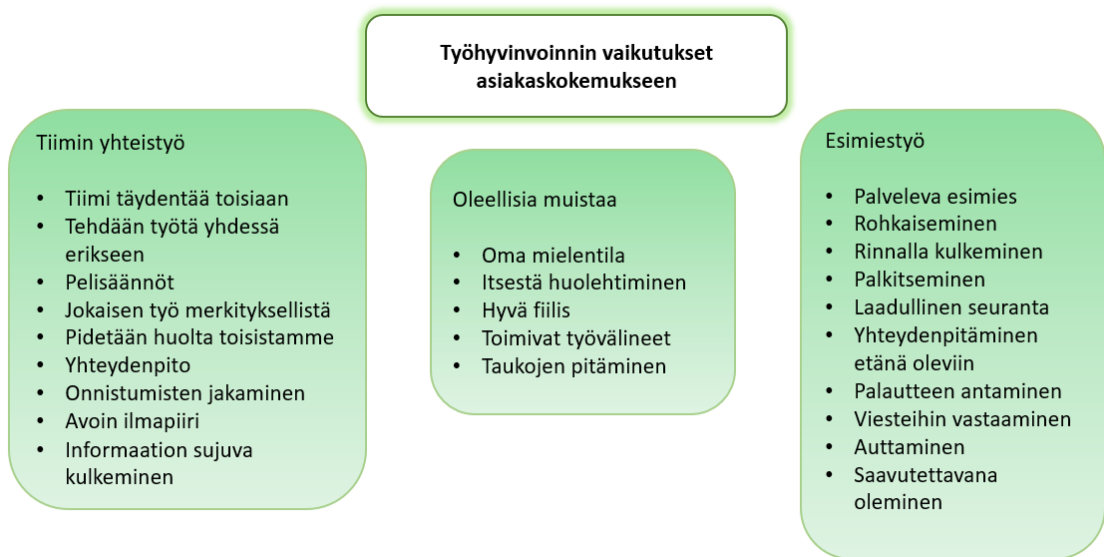 Työhyvinvoinnin vaikutukset
asiakaskokemukseen
Tiimin yhteistyö
• Tiimi täydentää toisiaan
• Tehdään työtä yhdessä
erikseen
• Pelisäännöt
• Jokaisen työ merkityksellistä
• Pidetään huolta toisistamme
• Yhteydenpito
• Onnistumisten jakaminen
• Avoin ilmapiiri
• Informaation sujuva
kulkeminen
Oleellisia muistaa
• Oma mielentila
• Itsestä huolehtiminen
• Hyvä fiilis
• Toimivat työvälineet
• Taukojen pitäminen
Esimiestyö
• Palveleva esimies
• Rohkaiseminen
• Rinnalla kulkeminen
• Palkitseminen
• Laadullinen seuranta
• Yhteydenpitäminen
etänä oleviin
• Palautteen antaminen
• Viesteihin vastaaminen
• Auttaminen
• Saavutettavana
oleminen